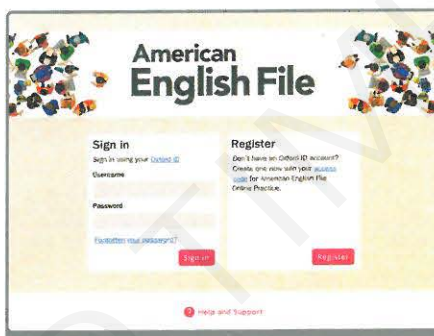 American
English File
Sign in
Sign in using your Oxford ID
Username
Password
Forgotten your password?
Sign in
Register
Don't have an Oxford ID account?
Create one now with your access
code for American English File
Online Practice.
Register
Help and Support